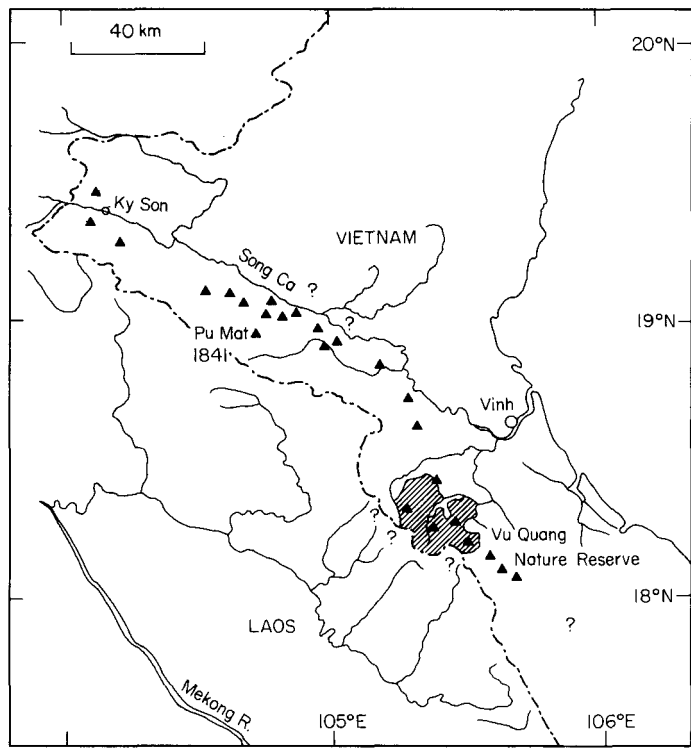 40 km
20°N
Ky Son
VIETNAM
Song Ca ?
?
19°N
Pu Mat
1841
Vinh
?
?
Vu Quang
?
Nature Reserve
18°N
LAOS
?
Mekong R.
105°E
106°E